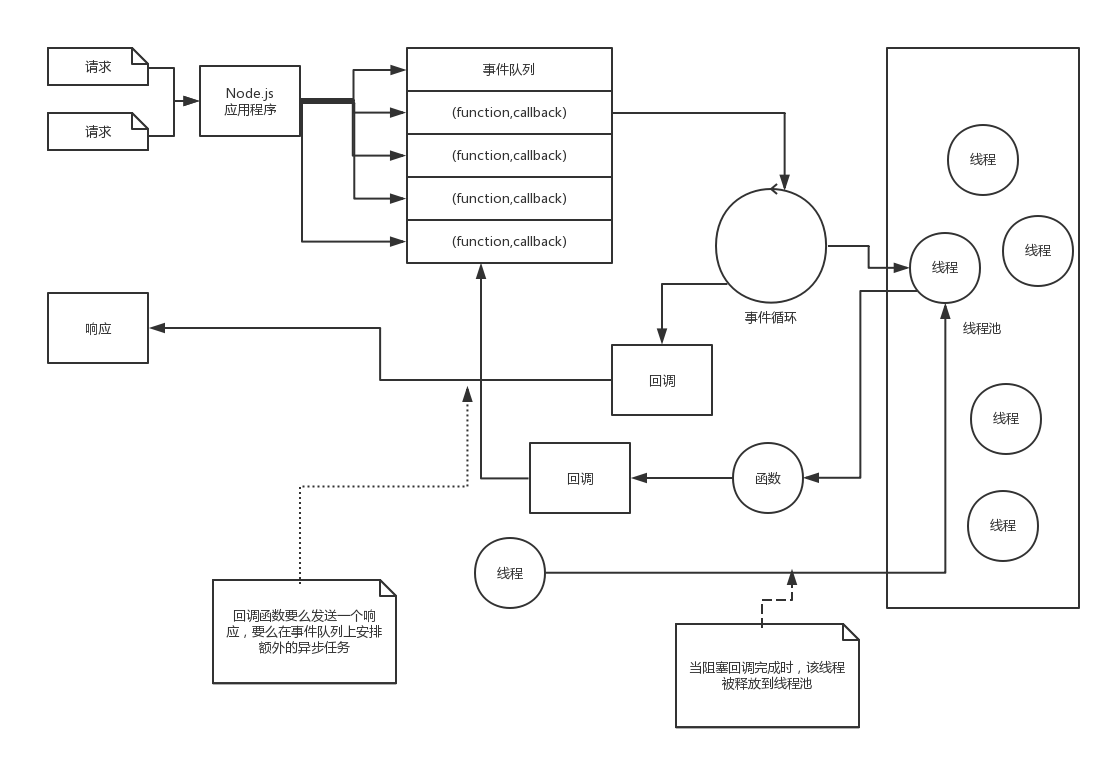 请求
请求
Node.js
应用程序
事件队列
(function,callback)
(function,callback)
(function,callback)
(function,callback)
线程
线程
线程
线程池
事件循环
响应
回调
线程
回调
函数
线程
线程
回调函数要么发送一个响
应，要么在事件队列上安排
额外的异步任务
当阻塞回调完成时，该线程
被释放到线程池